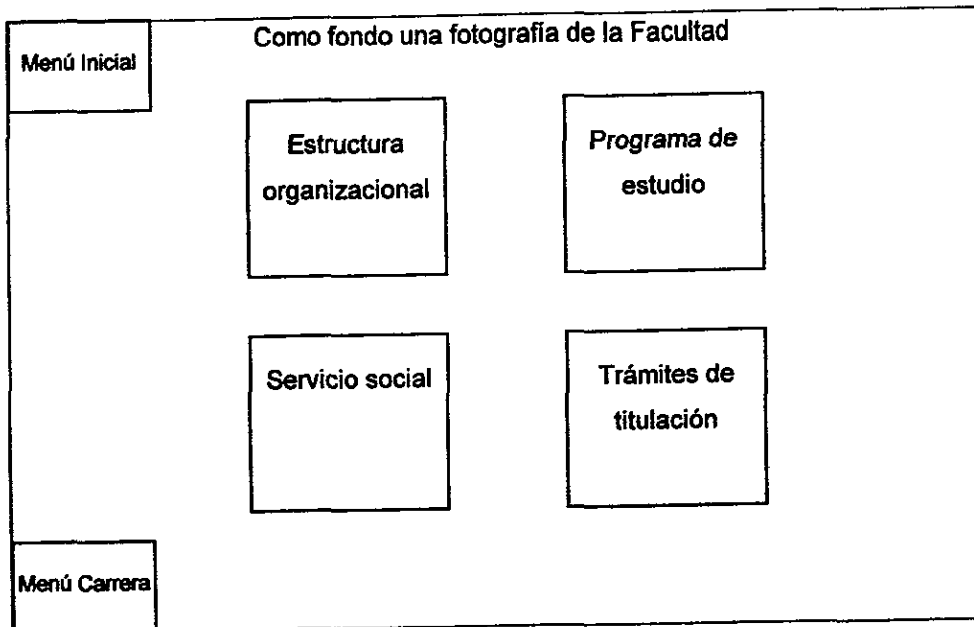 Como fondo una fotografía de la Facultad
Menú Inicial
Estructura
organizacional
Programa de
estudio
Servicio social
Trámites de
titulación
Menú Carrera